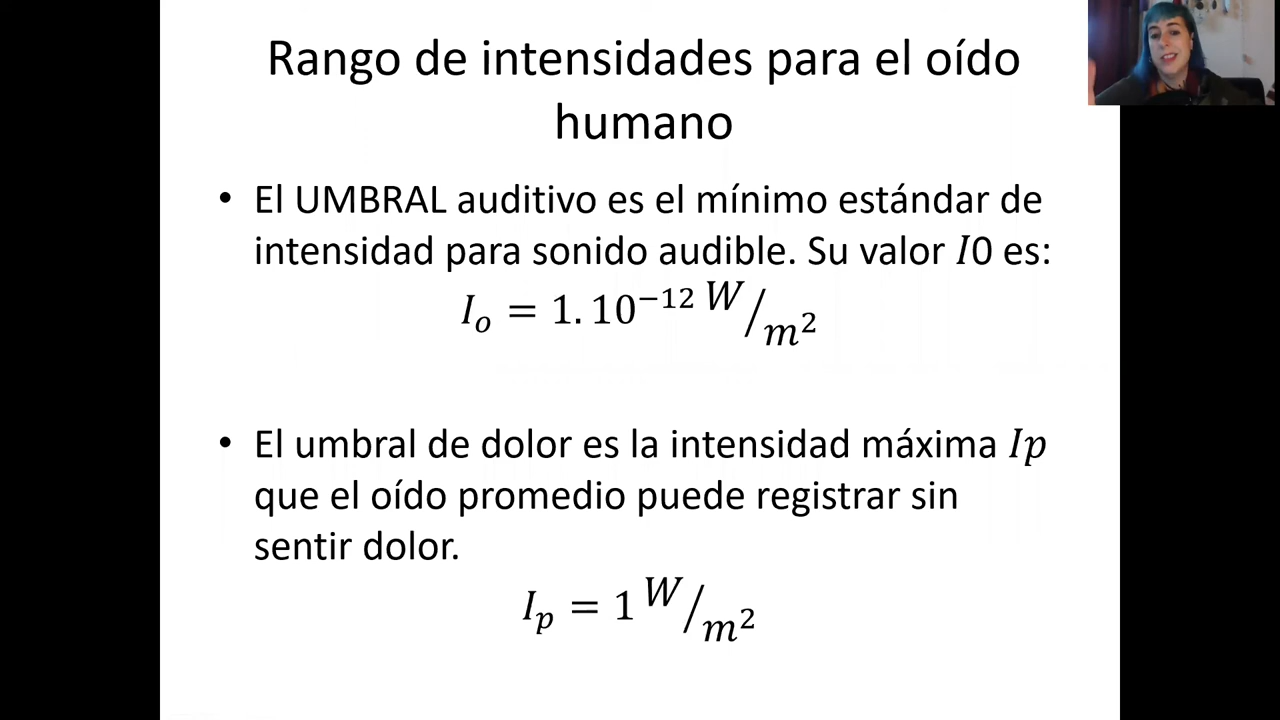 Rango de intensidades para el oído
humano
• El UMBRAL auditivo es el mínimo estándar de
intensidad para sonido audible. Su valor 𝐼0 es:
𝐼ₒ = 1. 10⁻¹² 𝑊/𝑚²
• El umbral de dolor es la intensidad máxima 𝐼𝑝
que el oído promedio puede registrar sin
sentir dolor.
𝐼ₚ = 1 𝑊/𝑚²